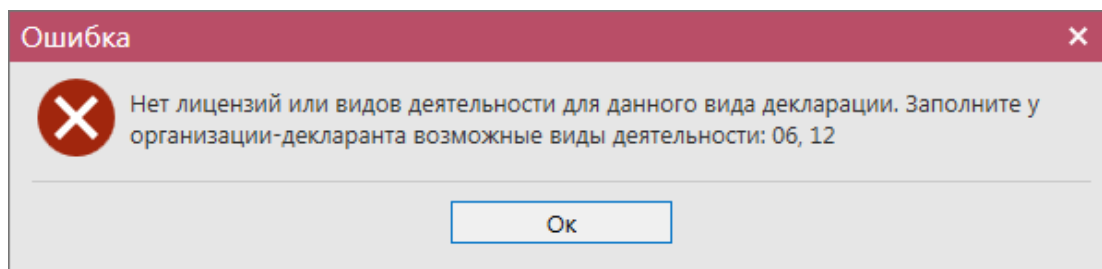 Ошибка
Нет лицензий или видов деятельности для данного вида декларации. Заполните у
организации-декларанта возможные виды деятельности: 06, 12
Ок